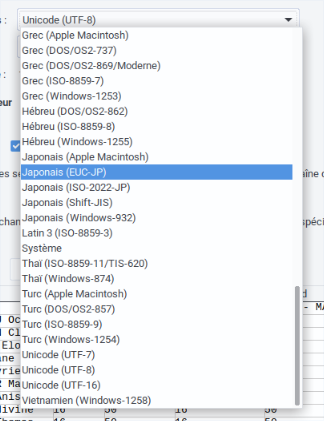 Unicode (UTF-8)
Grec (Apple Macintosh)
Grec (DOS/OS2-737)
Grec (DOS/OS2-869/Moderne)
Grec (ISO-8859-7)
Grec (Windows-1253)
Hébreu (DOS/OS2-862)
Hébreu (ISO-8859-8)
Hébreu (Windows-1255)
Japonais (Apple Macintosh)
Japonais (EUC-JP)
Japonais (ISO-2022-JP)
Japonais (Shift-JIS)
Japonais (Windows-932)
Latin 3 (ISO-8859-3)
Système
Thaï (ISO-8859-11/TIS-620)
Thaï (Windows-874)
Turc (Apple Macintosh)
Turc (DOS/OS2-857)
Turc (ISO-8859-9)
Turc (Windows-1254)
Unicode (UTF-7)
Unicode (UTF-8)
Unicode (UTF-16)
Vietnamien (Windows-1258)
16 50 16 50